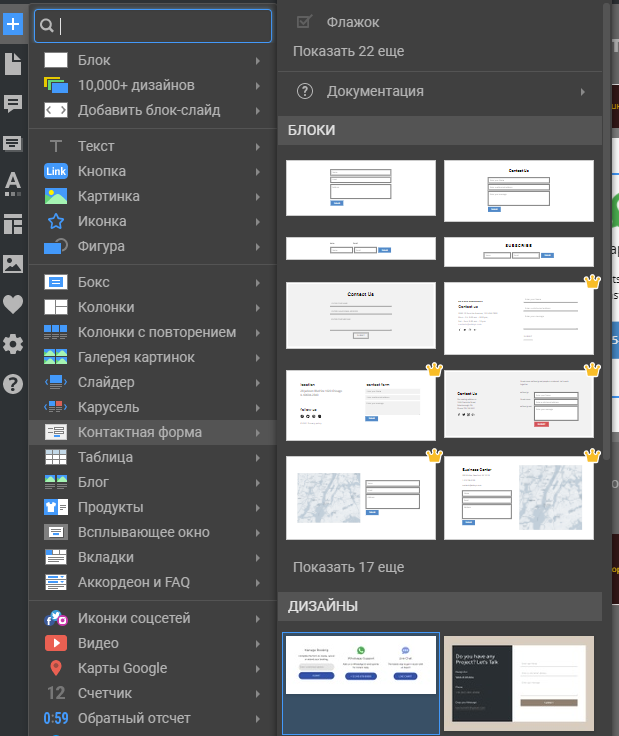 Блок
10,000+ дизайнов
Добавить блок-слайд
Текст
Link
Кнопка
Картинка
Иконка
Фигура
Бокс
Колонки
Колонки с повторением
Галерея картинок
Слайдер
Карусель
Контактная форма
Таблица
Блог
Продукты
Всплывающее окно
Вкладки
Аккордеон и FAQ
Иконки соцсетей
Видео
Карты Google
12 Счетчик
0:59 Обратный отсчет
Флажок
Показать 22 еще
Документация
БЛОКИ
Contact Us
SUBSCRIBE
Contact Us
Contact us
location
contact form
follow us
Contact us
Business Center
Показать 17 еще
ДИЗАЙНЫ
Do you have any
Project? Let's Talk